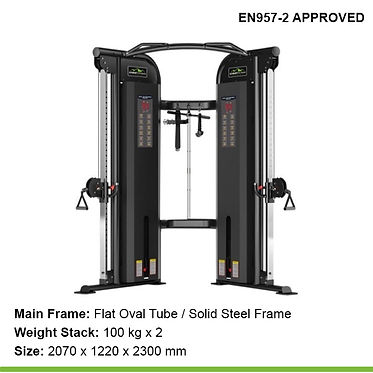 EN957-2 APPROVED
Main Frame: Flat Oval Tube / Solid Steel Frame
Weight Stack: 100 kg x 2
Size: 2070 x 1220 x 2300 mm